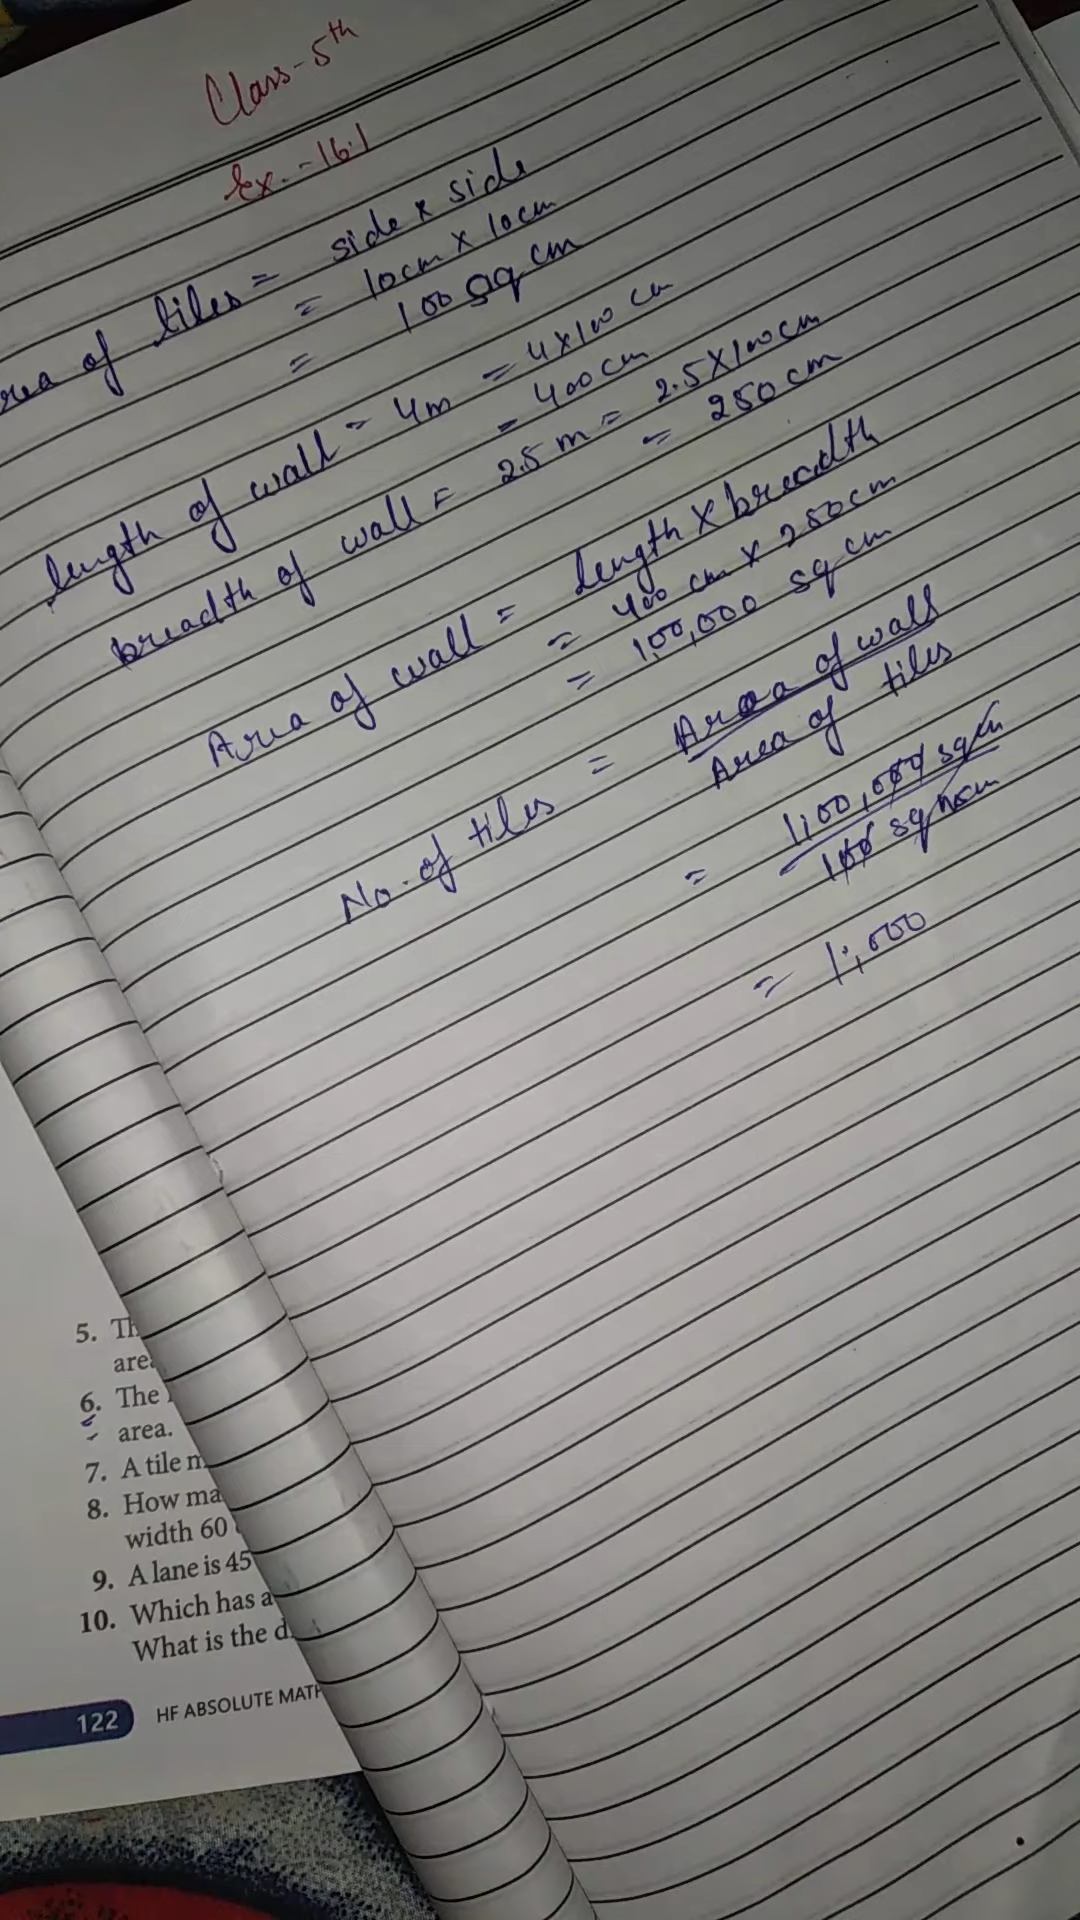 Class-5th
Ex.-16.1
rea of tiles = side x side
= 10cm x 10cm
= 100 sq cm
length of wall = 4m = 4x100 cm
= 400 cm
breadth of wall = 2.5 m = 2.5 x 100 cm
= 250 cm
Area of wall = length x breadth
= 400 cm x 250 cm
= 1,00,000 sq cm
No. of tiles = Area of wall
Area of tiles
= 1,00,000 sq cm
100 sq cm
= 1,000
5. Th
are
6. The
area.
7. A tile m
8. How ma
width 60
9. A lane is 45
10. Which has a
What is the d
122 HF ABSOLUTE MATH